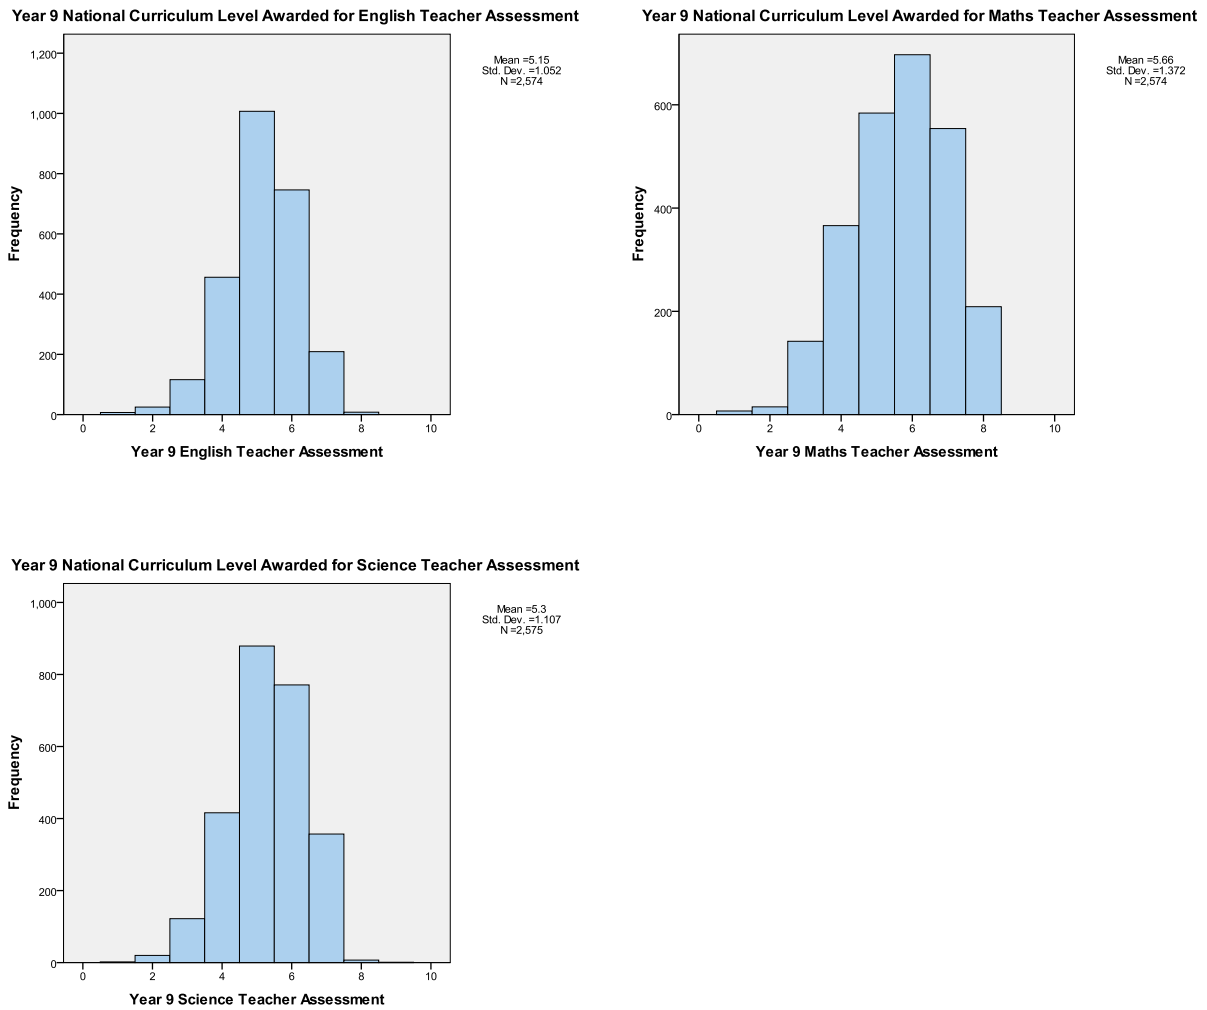 Year 9 National Curriculum Level Awarded for English Teacher Assessment
Mean =5.15
Std. Dev. =1.052
N =2,574
Frequency
1,200
1,000
800
600
400
200
0
0 2 4 6 8 10
Year 9 English Teacher Assessment
Year 9 National Curriculum Level Awarded for Maths Teacher Assessment
Mean =5.66
Std. Dev. =1.372
N =2,574
Frequency
600
400
200
0
0 2 4 6 8 10
Year 9 Maths Teacher Assessment
Year 9 National Curriculum Level Awarded for Science Teacher Assessment
Mean =5.3
Std. Dev. =1.107
N =2,575
Frequency
1,000
800
600
400
200
0
0 2 4 6 8 10
Year 9 Science Teacher Assessment